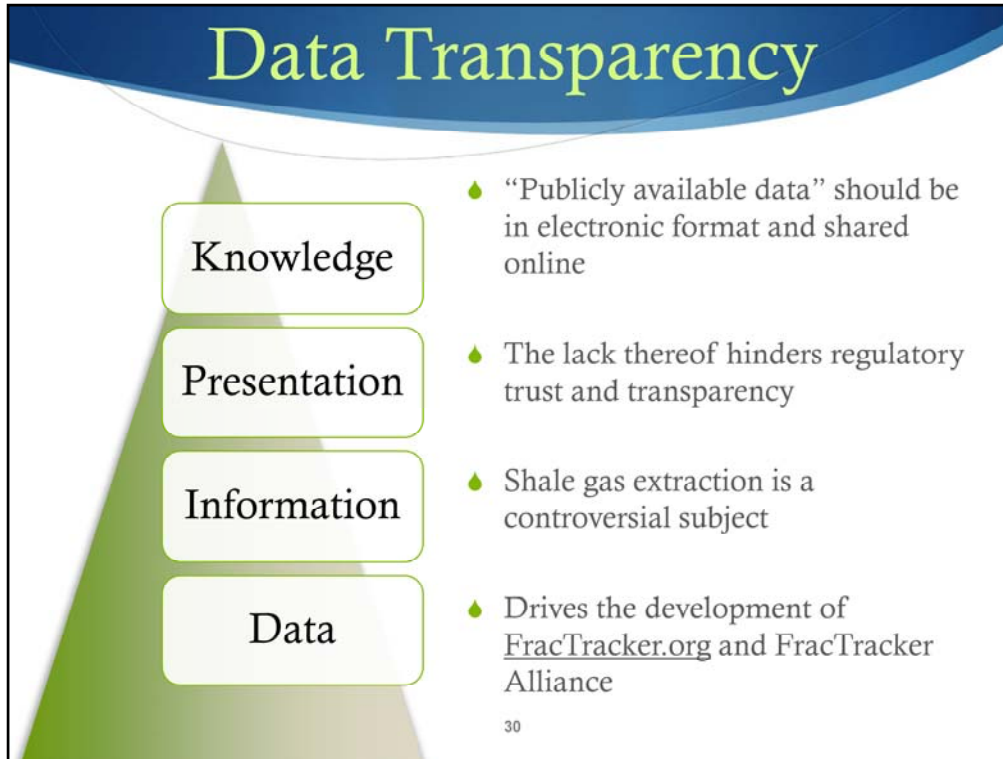 Data Transparency
Knowledge
Presentation
Information
Data
“Publicly available data” should be
in electronic format and shared
online
The lack thereof hinders regulatory
trust and transparency
Shale gas extraction is a
controversial subject
Drives the development of
FracTracker.org and FracTracker
Alliance
30